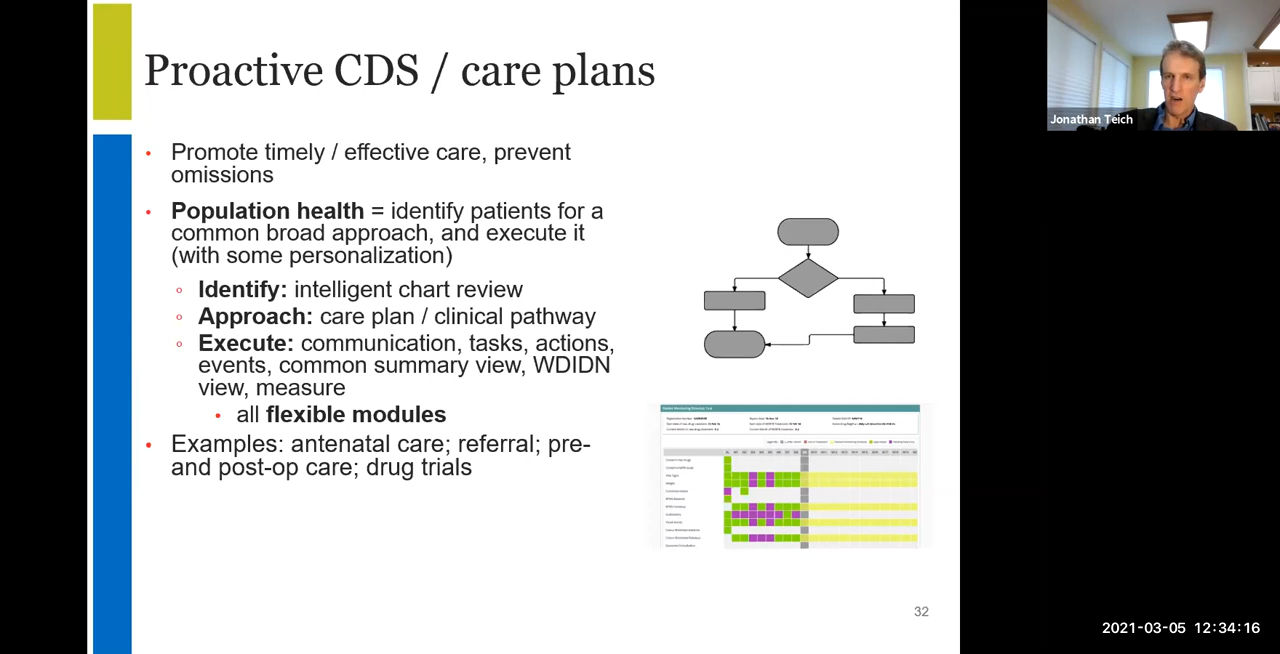 Proactive CDS / care plans
• Promote timely / effective care, prevent
omissions
• Population health = identify patients for a
common broad approach, and execute it
(with some personalization)
Identify: intelligent chart review
Approach: care plan / clinical pathway
Execute: communication, tasks, actions,
events, common summary view, WDIDN
view, measure
• all flexible modules
• Examples: antenatal care; referral; pre-
and post-op care; drug trials
32
Jonathan Teich
2021-03-05 12:34:16